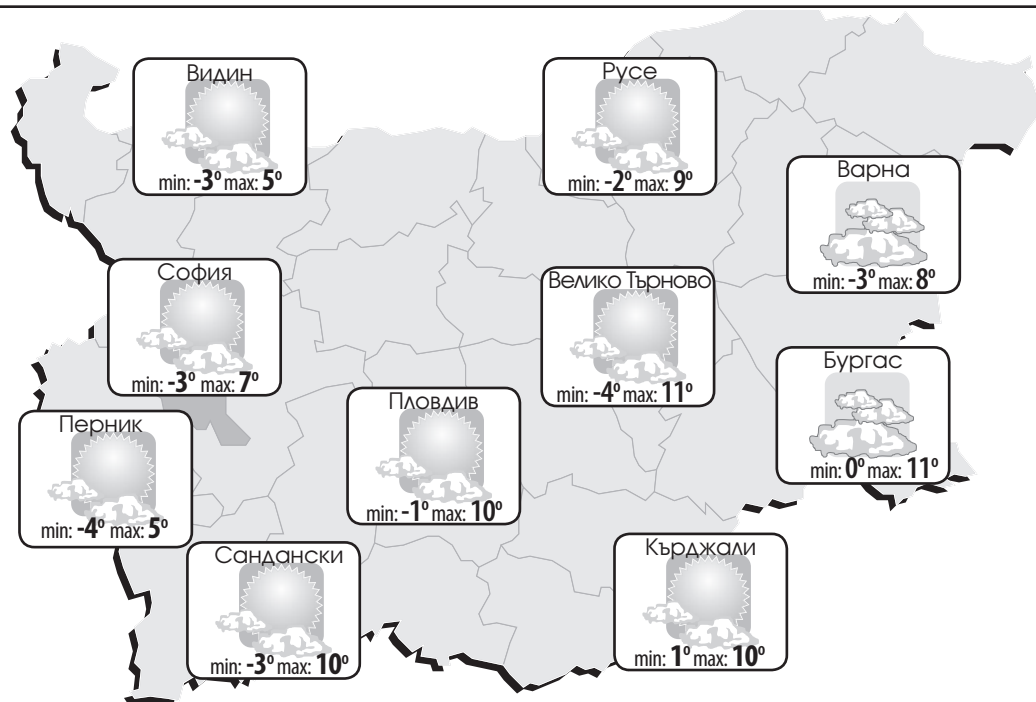 Видин
min: -3° max: 5°
Русе
min: -2° max: 9°
Варна
min: -3° max: 8°
София
min: -3° max: 7°
Велико Търново
min: -4° max: 11°
Бургас
min: 0° max: 11°
Пловдив
min: -1° max: 10°
Перник
min: -4° max: 5°
Сандански
min: -3° max: 10°
Кърджали
min: 1° max: 10°